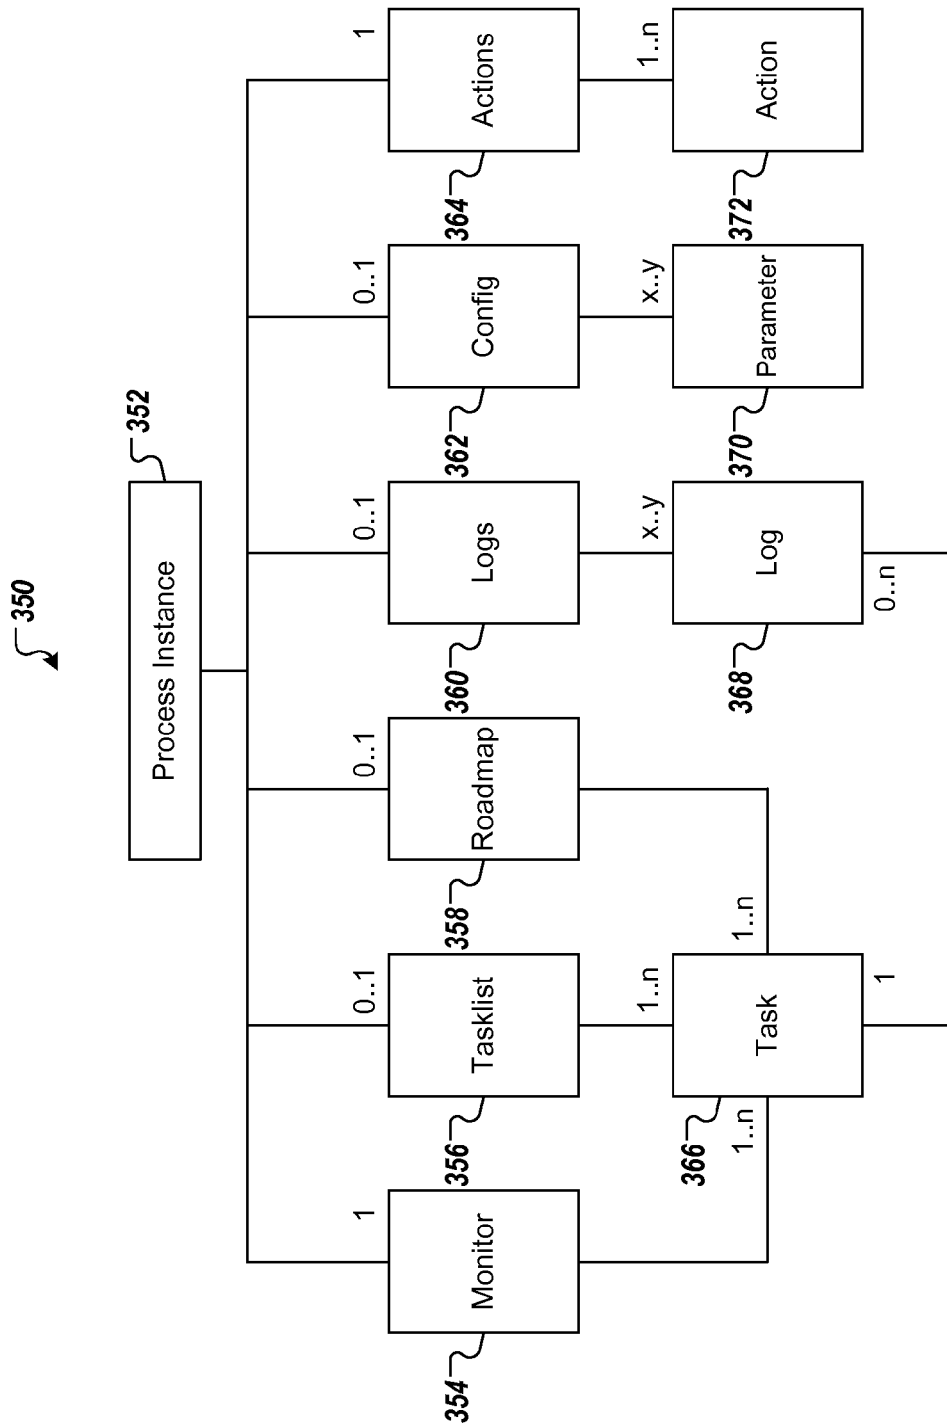 350
352
Process Instance
1
0..1
0..1
0..1
0..1
1
354
356
358
360
362
364
Monitor
Tasklist
Roadmap
Logs
Config
Actions
1..n
x..y
x..y
1..n
366
1..n
1..n
368
370
372
Task
Log
Parameter
Action
1
0..n